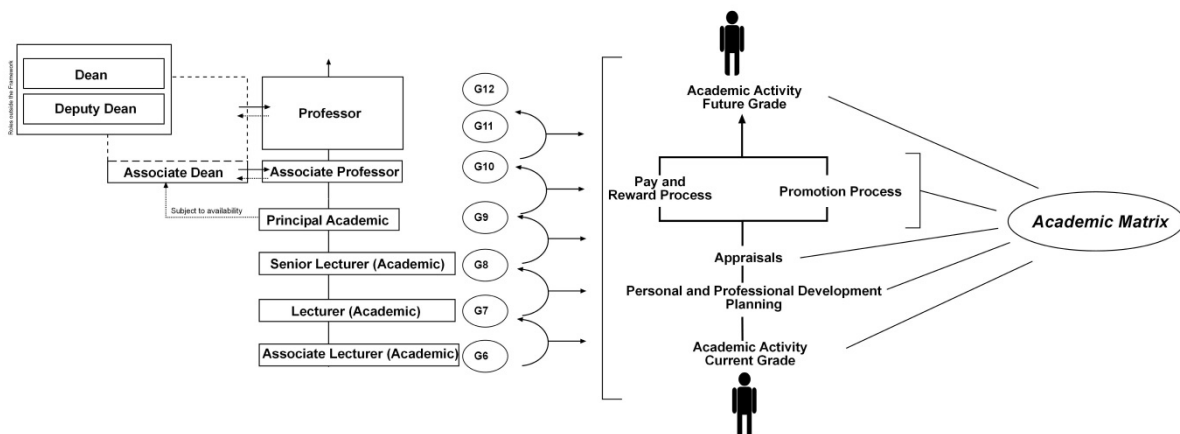 Roles outside the Framework
Dean
Deputy Dean
Associate Dean
Subject to availability
Professor
Associate Professor
Principal Academic
Senior Lecturer (Academic)
Lecturer (Academic)
Associate Lecturer (Academic)
G12
G11
G10
G9
G8
G7
G6
Academic Activity
Future Grade
Pay and
Reward Process
Promotion Process
Appraisals
Personal and Professional Development
Planning
Academic Activity
Current Grade
Academic Matrix